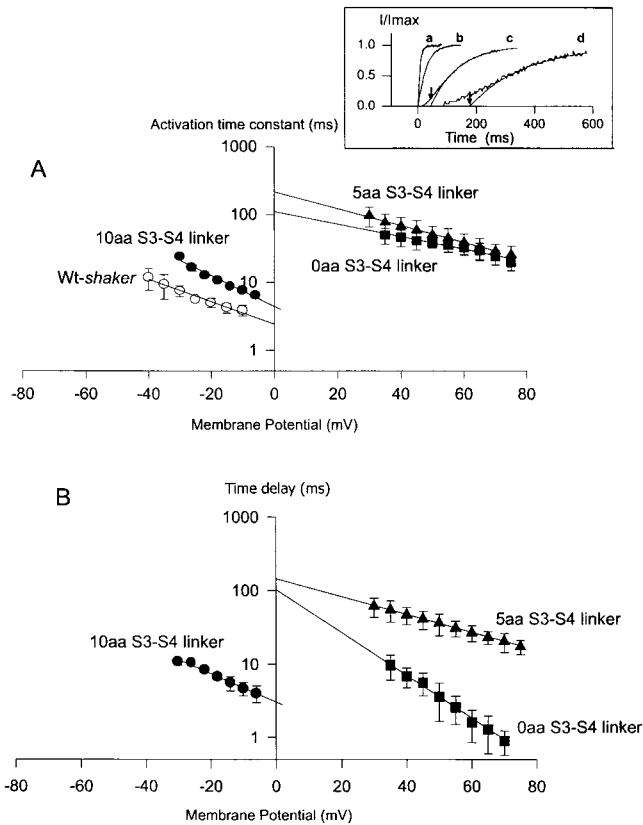 I/Imax
a b c d
1.0
0.5
0.0
0 200 400 600
Time (ms)
Activation time constant (ms)
A
1000
100
10
1
5aa S3-S4 linker
10aa S3-S4 linker
0aa S3-S4 linker
Wt-shaker
-80 -60 -40 -20 0 20 40 60 80
Membrane Potential (mV)
B
Time delay (ms)
1000
100
10
1
5aa S3-S4 linker
10aa S3-S4 linker
0aa S3-S4 linker
-80 -60 -40 -20 0 20 40 60 80
Membrane Potential (mV)